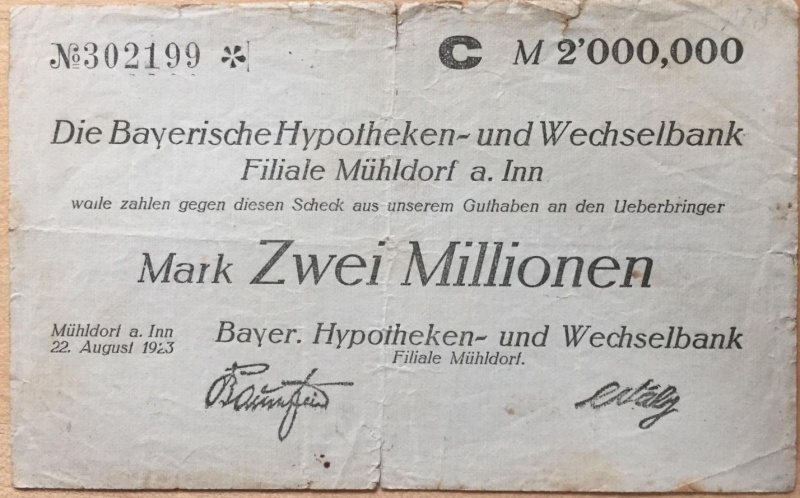 №302199 *
C M 2'000,000
Die Bayerische Hypotheken- und Wechselbank
Filiale Mühldorf a. Inn
wolle zahlen gegen diesen Scheck aus unserem Guthaben an den Ueberbringer
Mark Zwei Millionen
Mühldorf a. Inn
22. August 1923
Bayer. Hypotheken- und Wechselbank
Filiale Mühldorf.